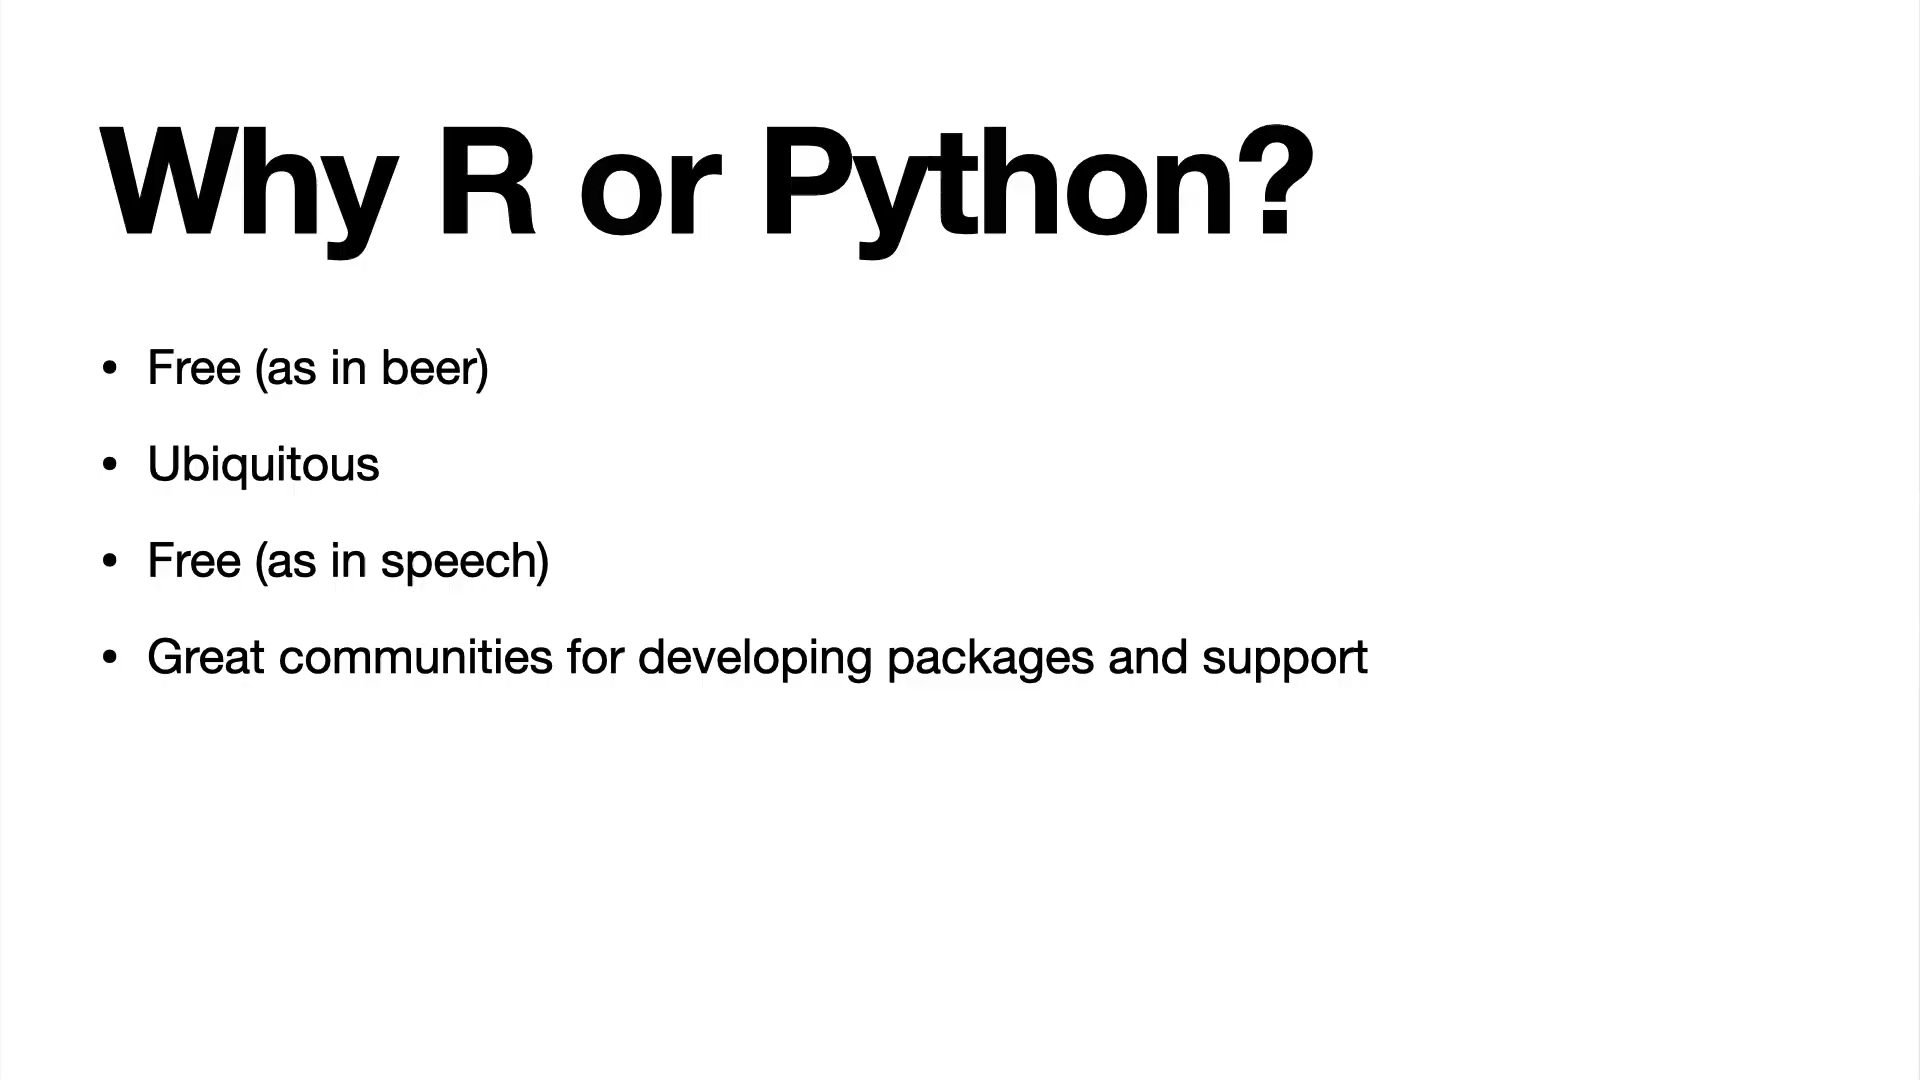 Why R or Python?
• Free (as in beer)
• Ubiquitous
• Free (as in speech)
• Great communities for developing packages and support